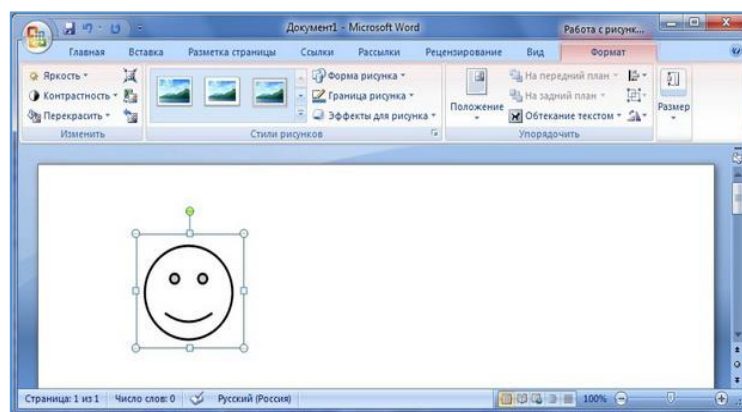 Документ1 - Microsoft Word
Работа с рисунк...
Главная Вставка Разметка страницы Ссылки Рассылки Рецензирование Вид Формат
Яркость Форма рисунка На передний план
Контрастность Граница рисунка Положение На задний план Размер
Перекрасить Эффекты для рисунка Обтекание текстом
Изменить Стили рисунков Упорядочить
Страница: 1 из 1 Число слов: 0 Русский (Россия) 100%